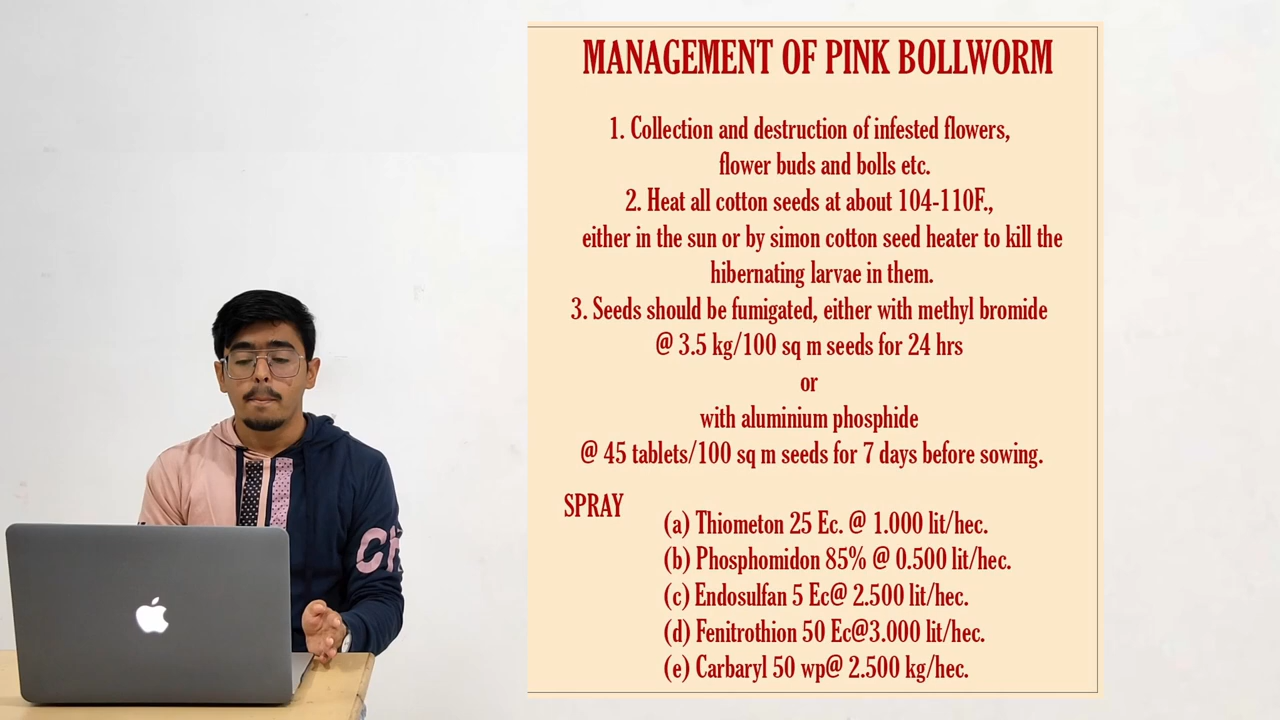 MANAGEMENT OF PINK BOLLWORM
1. Collection and destruction of infested flowers,
flower buds and bolls etc.
2. Heat all cotton seeds at about 104-110F.,
either in the sun or by simon cotton seed heater to kill the
hibernating larvae in them.
3. Seeds should be fumigated, either with methyl bromide
@ 3.5 kg/100 sq m seeds for 24 hrs
or
with aluminium phosphide
@ 45 tablets/100 sq m seeds for 7 days before sowing.
SPRAY
(a) Thiometon 25 Ec. @ 1.000 lit/hec.
(b) Phosphomidon 85% @ 0.500 lit/hec.
(c) Endosulfan 5 Ec@ 2.500 lit/hec.
(d) Fenitrothion 50 Ec@3.000 lit/hec.
(e) Carbaryl 50 wp@ 2.500 kg/hec.